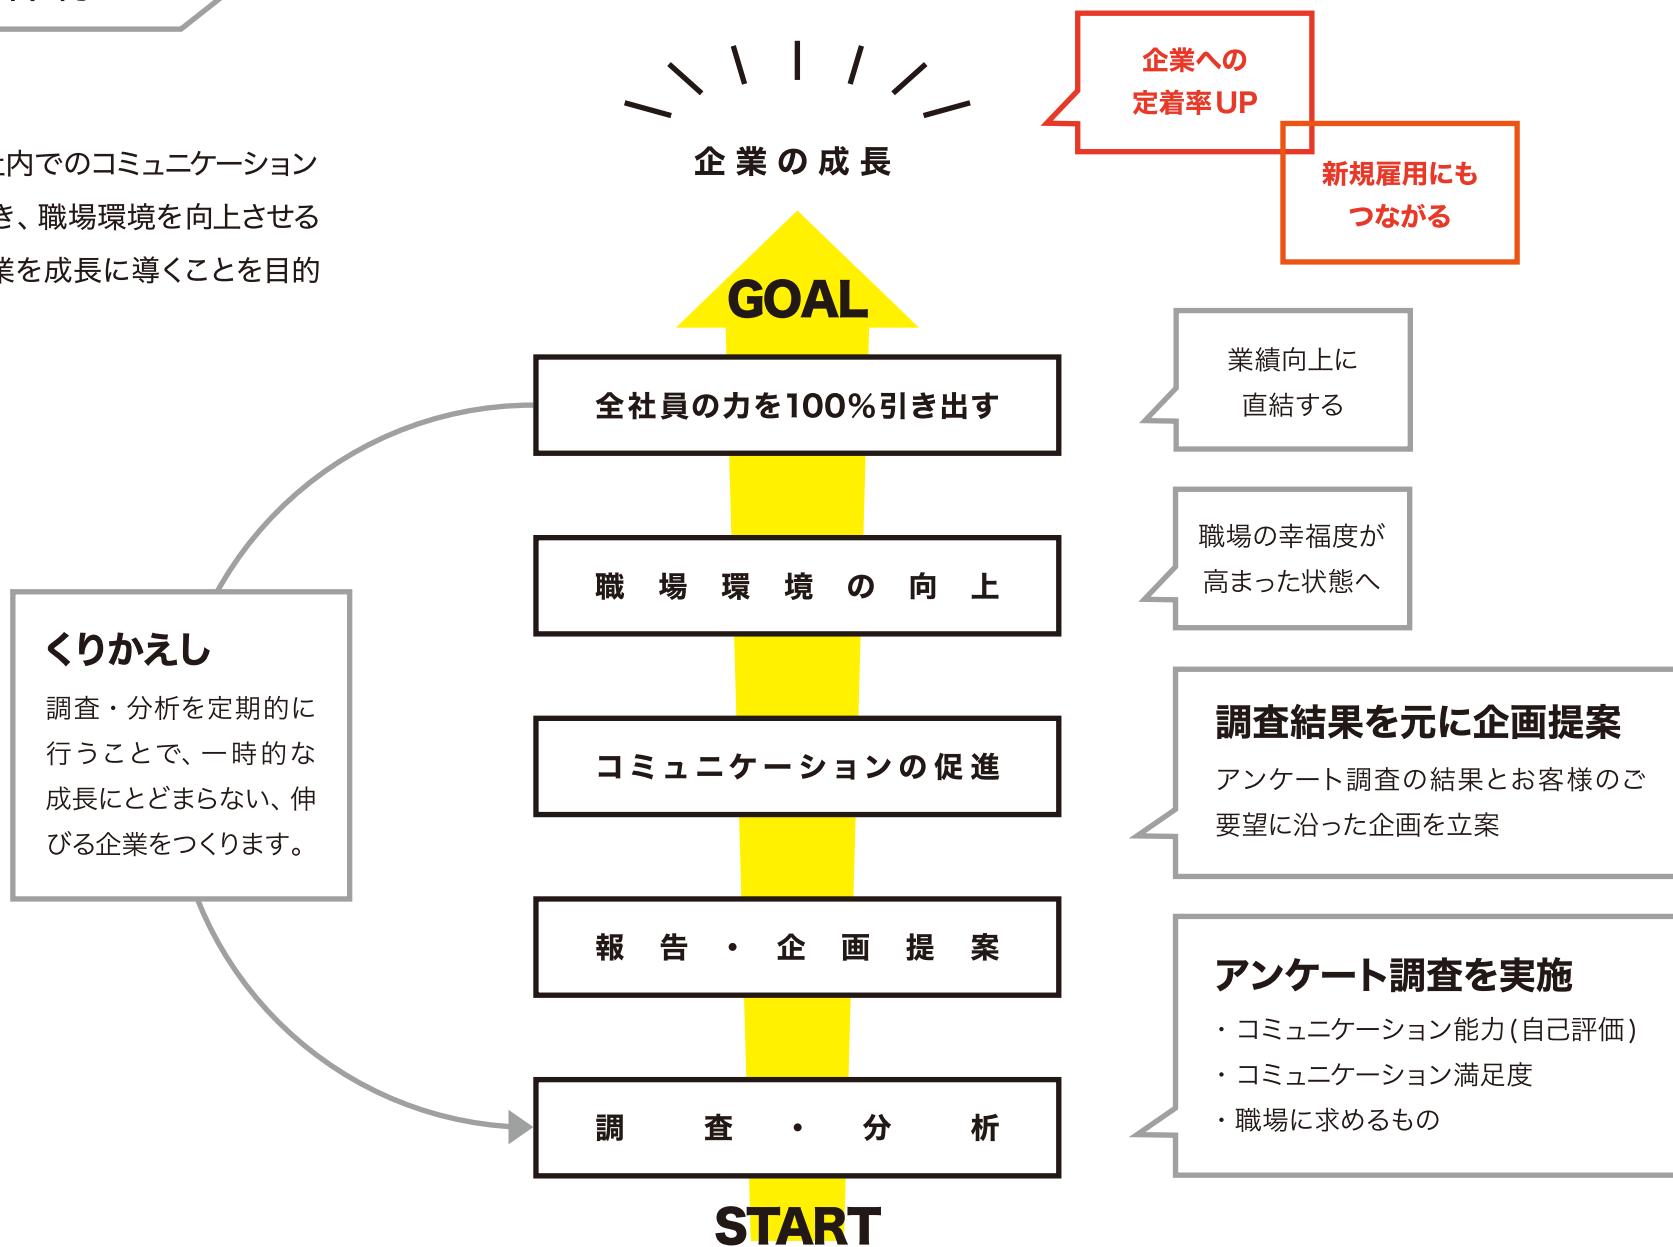 企業への
定着率UP
新規雇用にも
つながる
企業の成長
内でのコミュニケーション
き、職場環境を向上させる
業を成長に導くことを目的
GOAL
全社員の力を100%引き出す
業績向上に
直結する
職場環境の向上
職場の幸福度が
高まった状態へ
くりかえし
調査・分析を定期的に
行うことで、一時的な
成長にとどまらない、伸
びる企業をつくります。
コミュニケーションの促進
調査結果を元に企画提案
アンケート調査の結果とお客様のご
要望に沿った企画を立案
報告・企画提案
アンケート調査を実施
・コミュニケーション能力(自己評価)
・コミュニケーション満足度
・職場に求めるもの
調査・分析
START